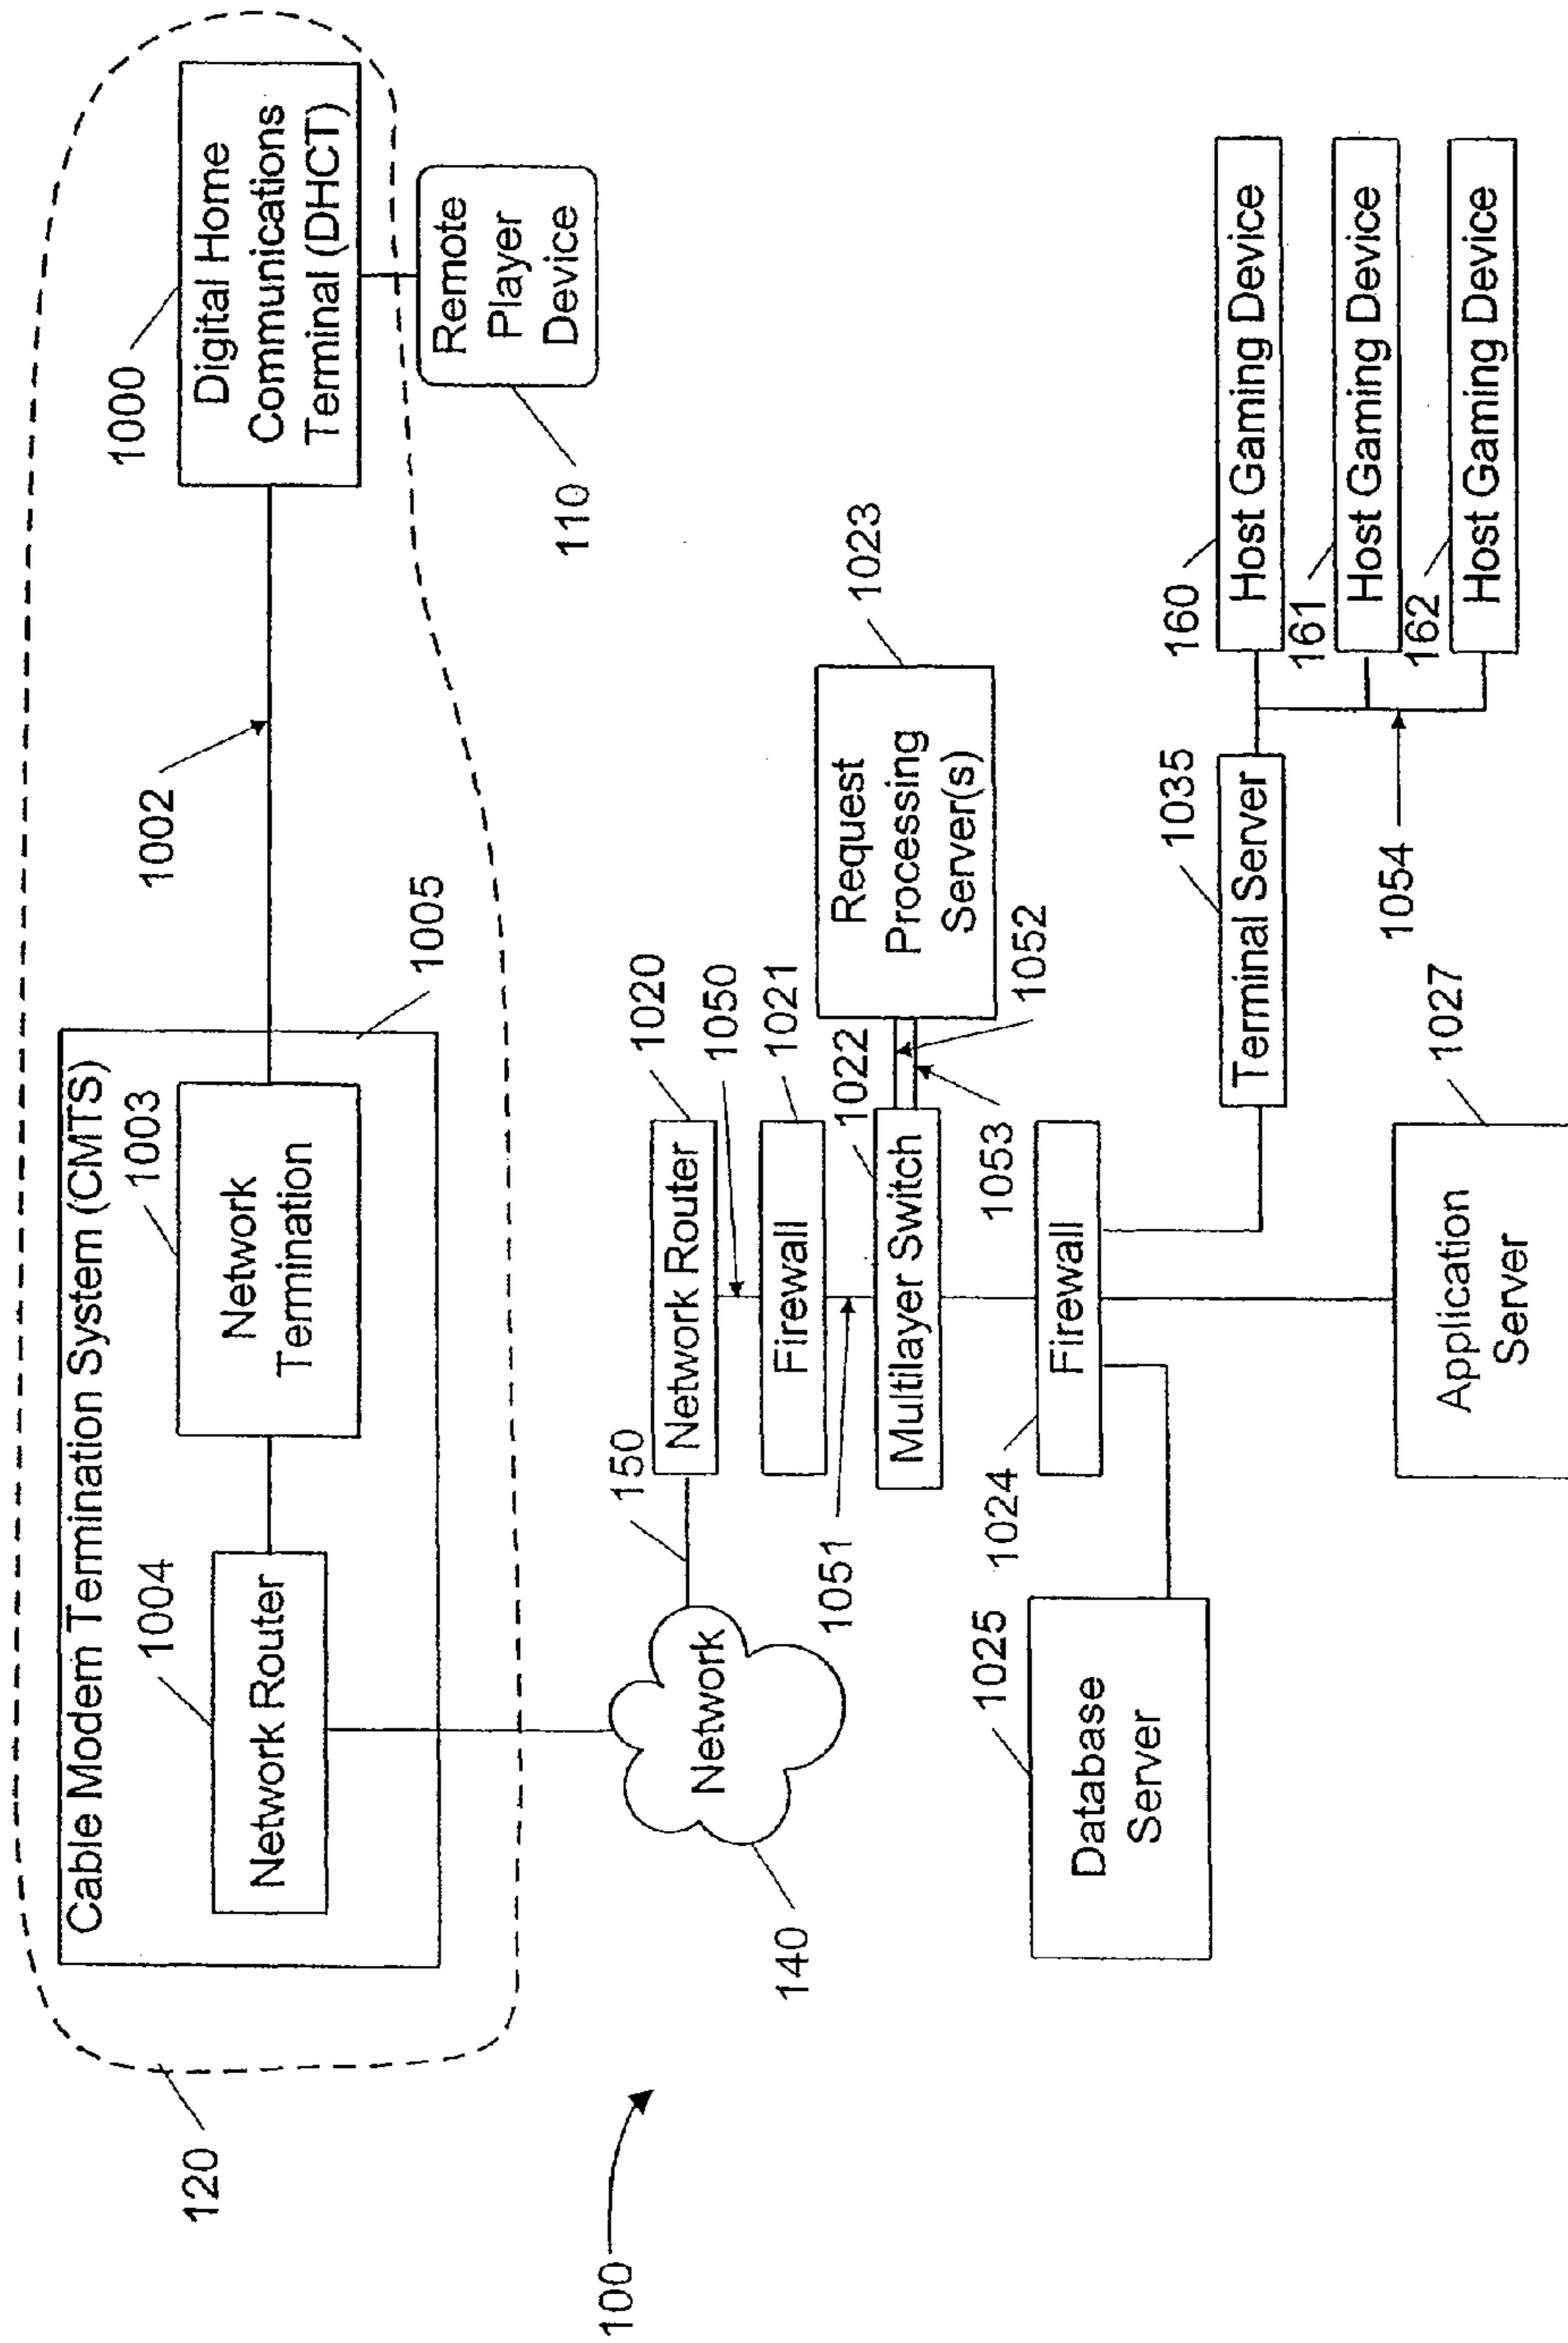 120
Cable Modem Termination System (CMTS)
1004
Network Router
1003
Network
Termination
1005
1002
1000
Digital Home
Communications
Terminal (DHCT)
Remote
Player
Device
110
100
140
Network
150
Network Router
1020
1050
Firewall
1021
1051
Multilayer Switch
1022
1052
1053
Request
Processing
Server(s)
1023
1024
Firewall
1025
Database
Server
Application
Server
1027
Terminal Server
1035
1054
160
Host Gaming Device
161
Host Gaming Device
162
Host Gaming Device